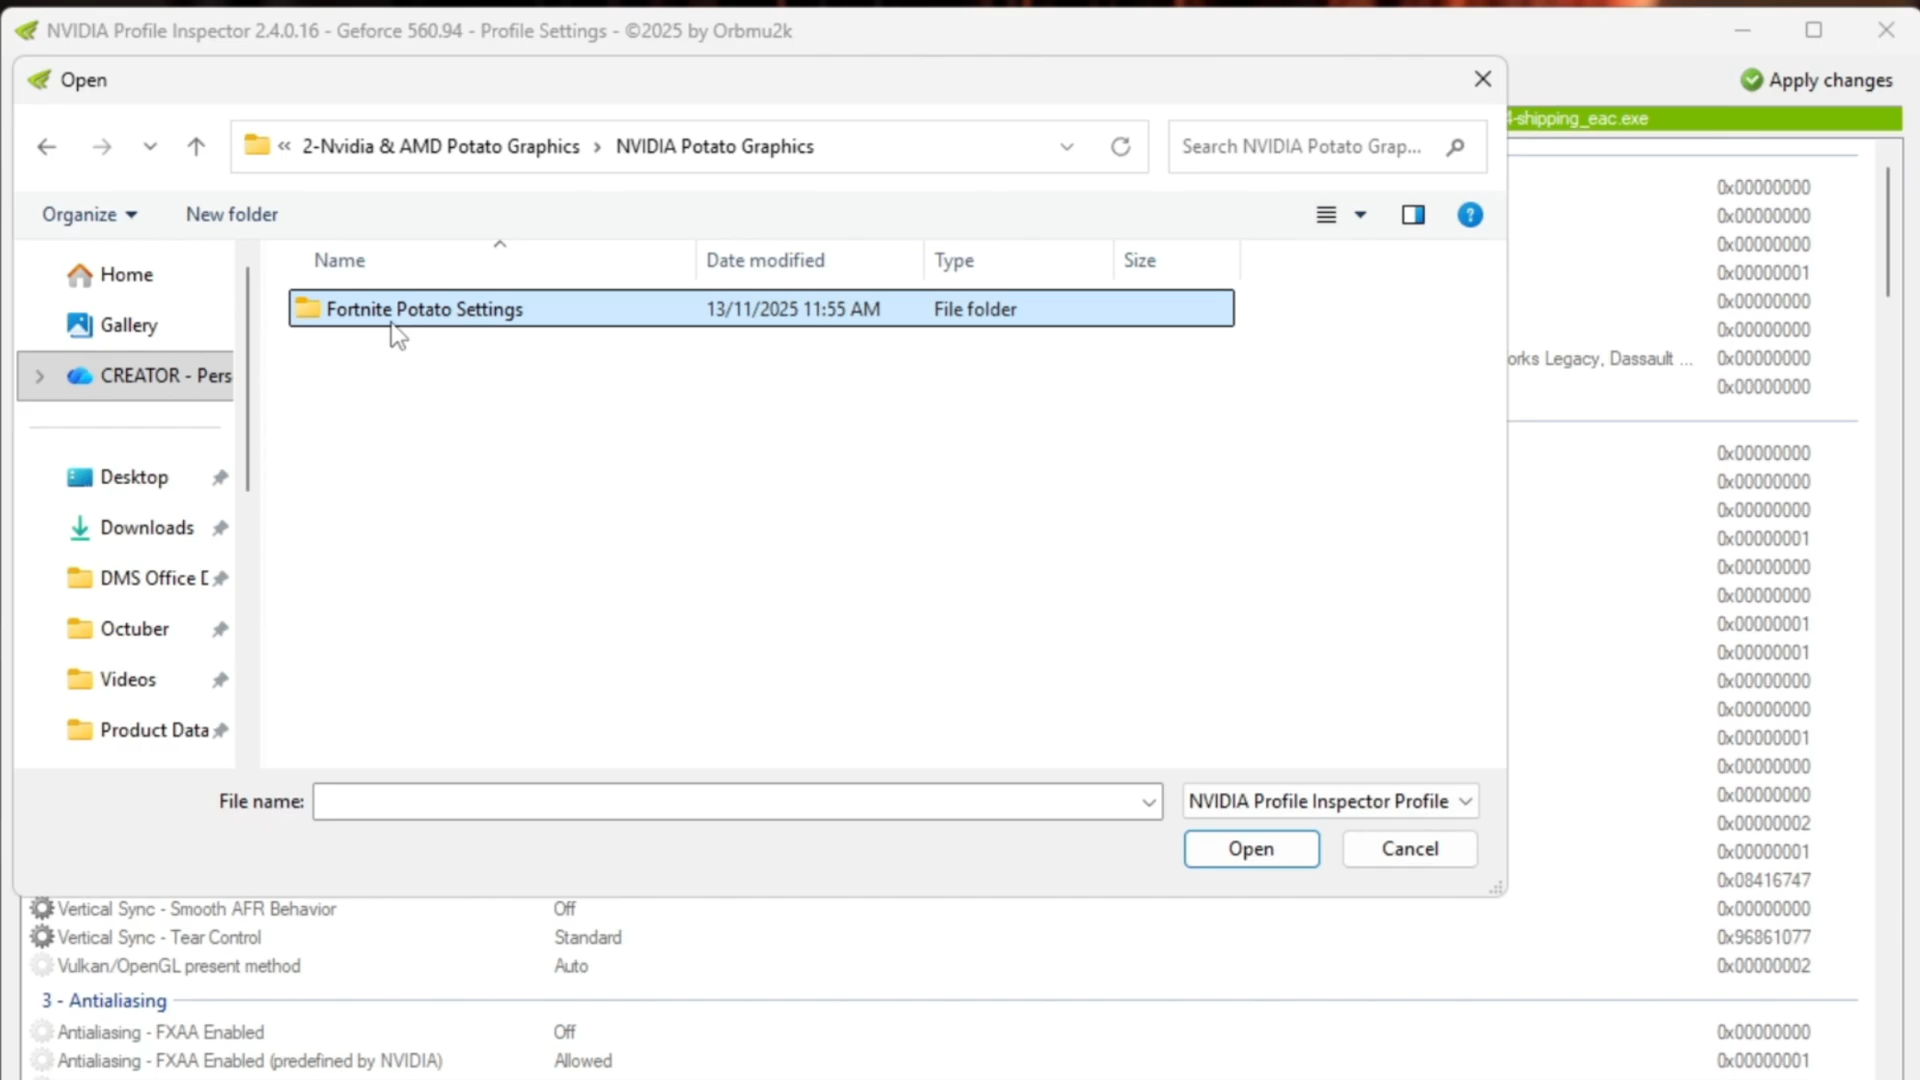 NVIDIA Profile Inspector 2.4.0.16 - Geforce 560.94 - Profile Settings - ©2025 by Orbmu2k
Open
Apply changes
4-shipping_eac.exe
« 2-Nvidia & AMD Potato Graphics › NVIDIA Potato Graphics
Search NVIDIA Potato Grap...
Organize
New folder
Name Date modified Type Size
Fortnite Potato Settings 13/11/2025 11:55 AM File folder
Home
Gallery
CREATOR - Pers
Desktop
Downloads
DMS Office D
Octuber
Videos
Product Data
0x00000000
0x00000000
0x00000000
0x00000001
0x00000000
0x00000000
orks Legacy, Dassault ... 0x00000000
0x00000000
0x00000000
0x00000000
0x00000000
0x00000001
0x00000000
0x00000000
0x00000001
0x00000001
0x00000000
0x00000000
0x00000001
0x00000000
0x00000000
0x00000002
0x00000001
0x08416747
File name:
NVIDIA Profile Inspector Profile
Open
Cancel
Vertical Sync - Smooth AFR Behavior Off 0x00000000
Vertical Sync - Tear Control Standard 0x96861077
Vulkan/OpenGL present method Auto 0x00000002
3 - Antialiasing
Antialiasing - FXAA Enabled Off 0x00000000
Antialiasing - FXAA Enabled (predefined by NVIDIA) Allowed 0x00000001